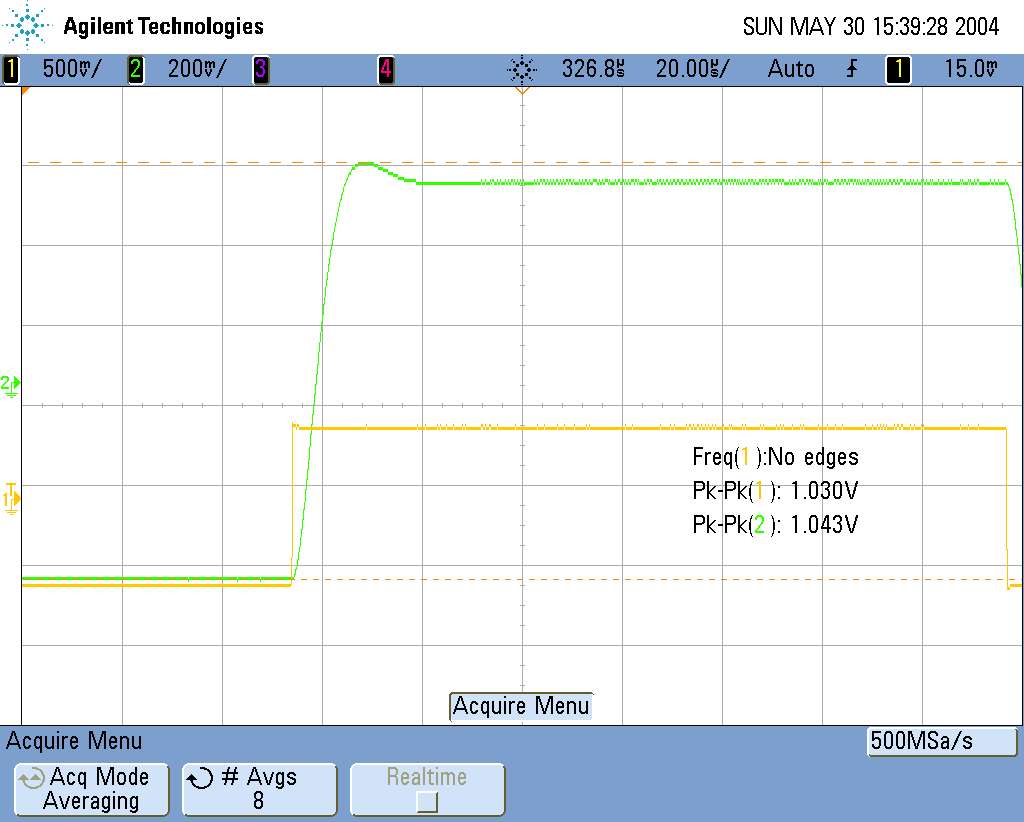 Agilent Technologies SUN MAY 30 15:39:28 2004
1 500mV/ 2 200mV/ 3 4 326.8µs 20.00µs/ Auto 1 15.0mV
2
T
1
Freq(1):No edges
Pk-Pk(1): 1.030V
Pk-Pk(2): 1.043V
Acquire Menu
Acquire Menu 500MSa/s
Acq Mode # Avgs Realtime
Averaging 8